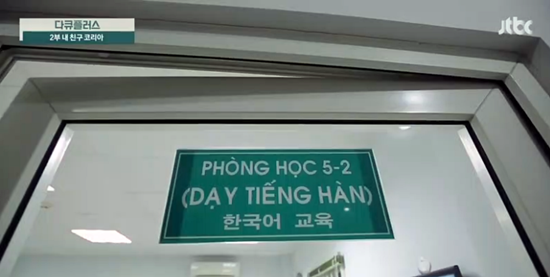 다큐플러스
2부 내 친구 코리아
jtbc
PHÒNG HỌC 5-2
(DẠY TIẾNG HÀN)
한국어 교육